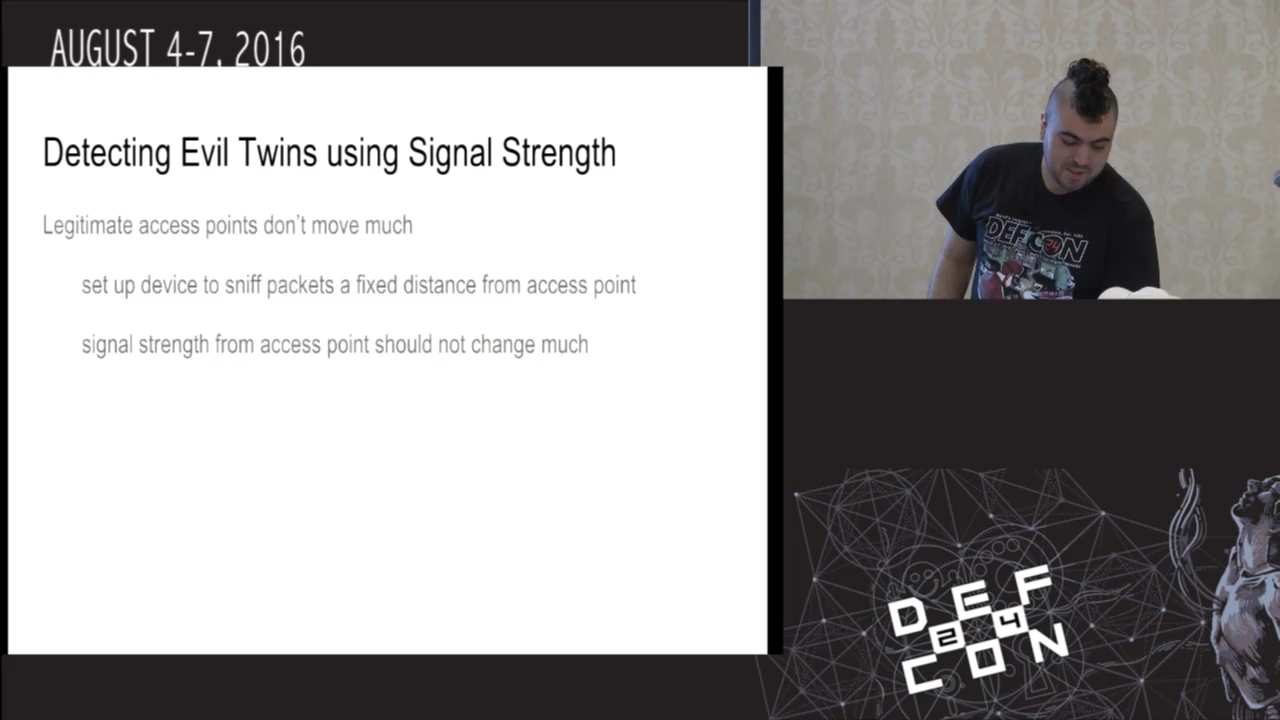 AUGUST 4-7, 2016
Detecting Evil Twins using Signal Strength
Legitimate access points don't move much
set up device to sniff packets a fixed distance from access point
signal strength from access point should not change much
DEF CON
24
DEF
24
CON